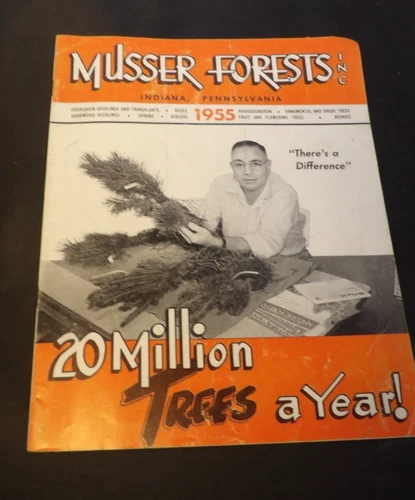 MUSSER FORESTS INC
INDIANA, PENNSYLVANIA
EVERGREEN SEEDLINGS AND TRANSPLANTS • ROSES
HARDWOOD SEEDLINGS • SHRUBS • AZALEAS
1955
RHODODENDRON • ORNAMENTAL AND SHADE TREES
FRUIT AND FLOWERING TREES • BERRIES
"There's a
Difference"
20 Million
TREES a Year!